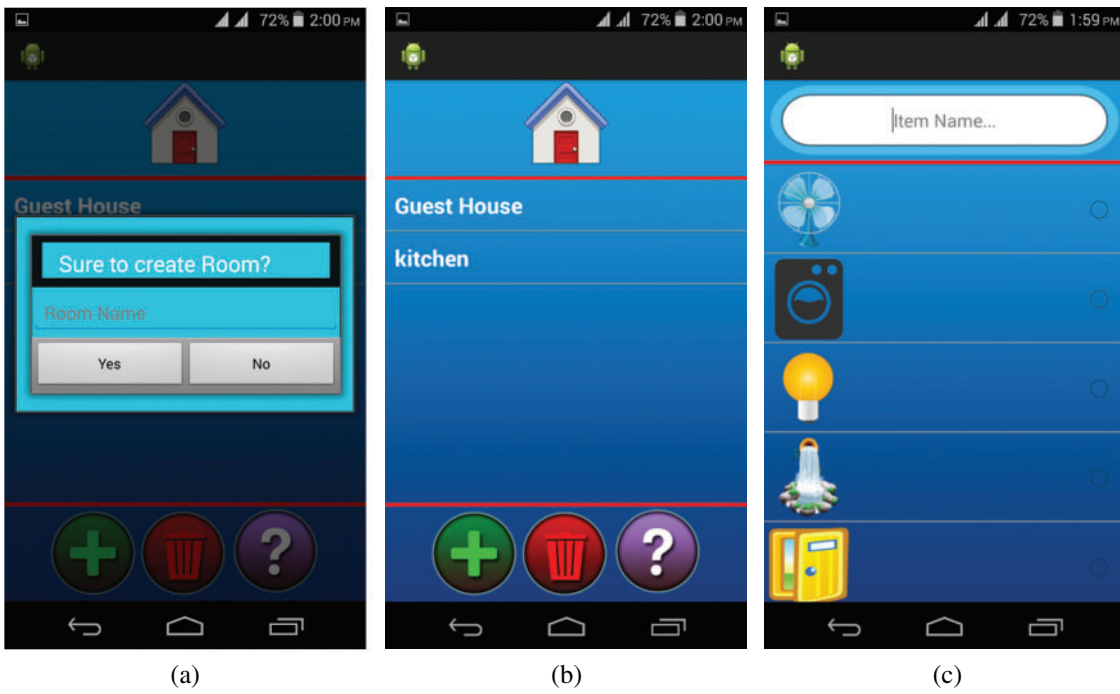 72% 2:00 PM
Guest House
Sure to create Room?
Room Name
Yes No
?
(a)
72% 2:00 PM
Guest House
kitchen
?
(b)
72% 1:59 PM
Item Name...
(c)